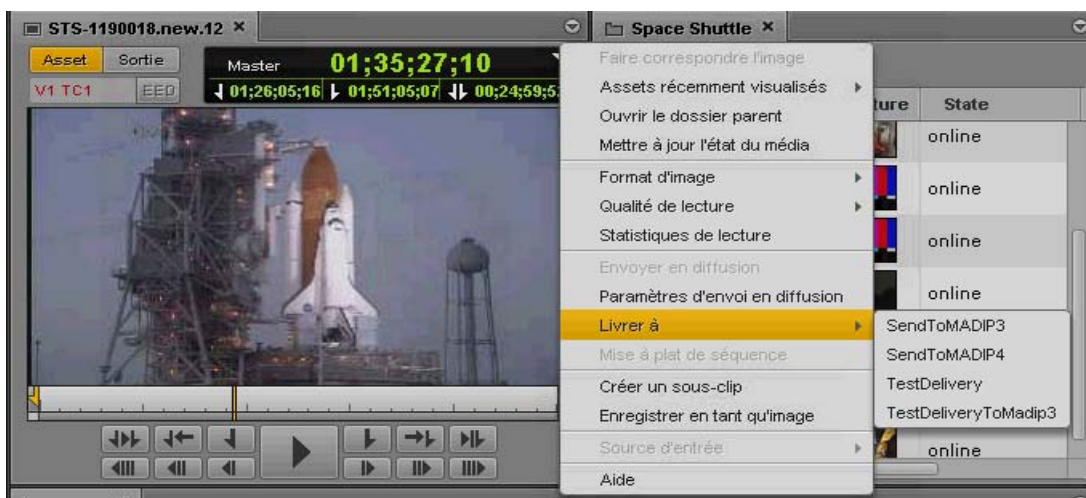 STS-1190018.new.12
Space Shuttle
Asset
Sortie
Master
01;35;27;10
V1 TC1
EED
01;26;05;16
01;51;05;07
00;24;59;5
Faire correspondre l'image
Assets récemment visualisés
Ouvrir le dossier parent
Mettre à jour l'état du média
Format d'image
Qualité de lecture
Statistiques de lecture
Envoyer en diffusion
Paramètres d'envoi en diffusion
Livrer à
Mise à plat de séquence
Créer un sous-clip
Enregistrer en tant qu'image
Source d'entrée
Aide
SendToMADIP3
SendToMADIP4
TestDelivery
TestDeliveryToMadip3
ture
State
online
online
online
online
online